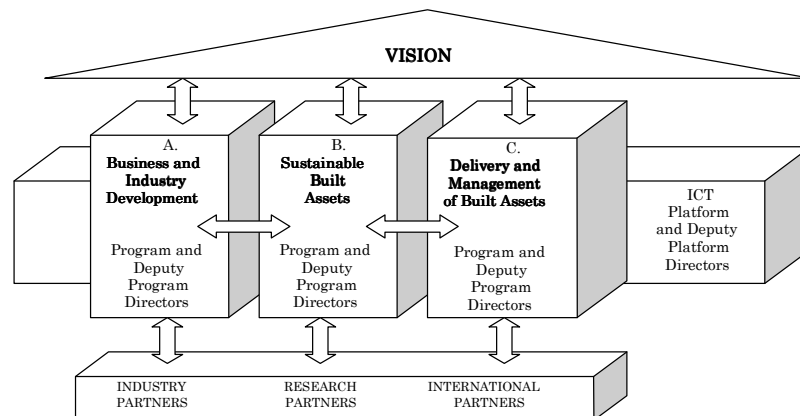 VISION
A.
Business and
Industry
Development
Program and
Deputy
Program
Directors
B.
Sustainable
Built
Assets
Program and
Deputy
Program
Directors
C.
Delivery and
Management
of Built Assets
Program and
Deputy
Program
Directors
ICT
Platform
and Deputy
Platform
Directors
INDUSTRY
PARTNERS
RESEARCH
PARTNERS
INTERNATIONAL
PARTNERS